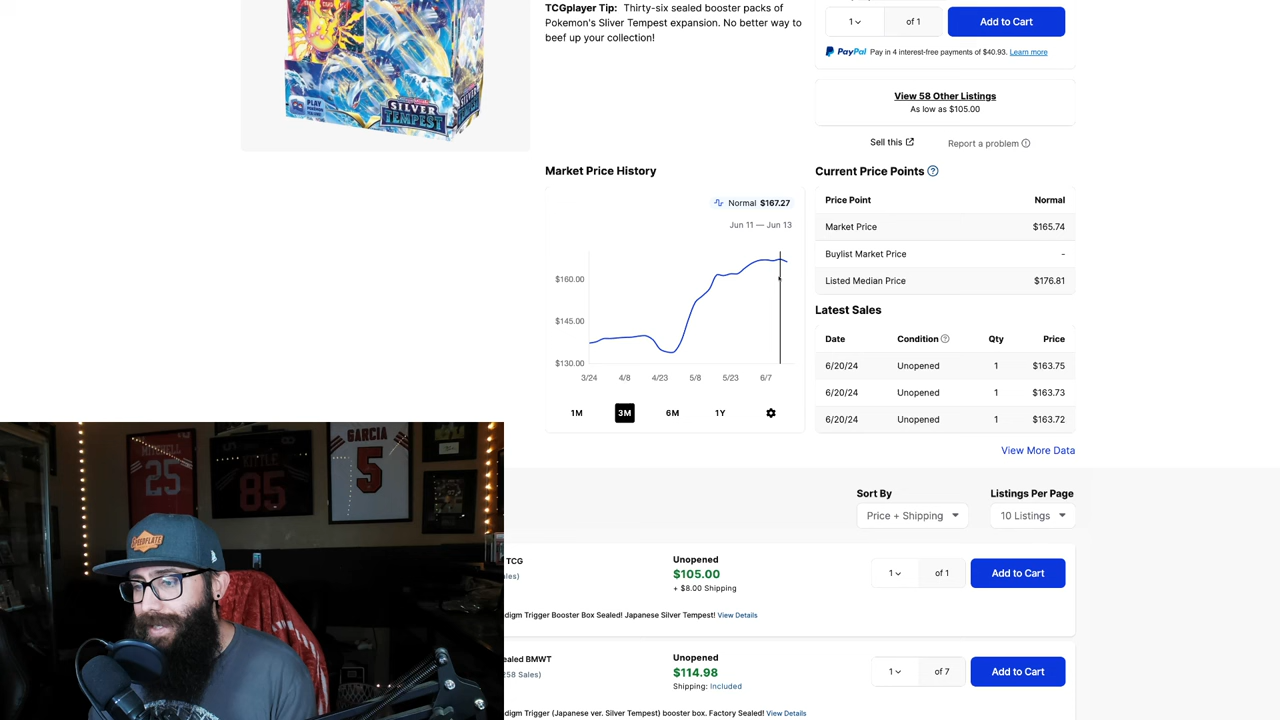 TCGplayer Tip: Thirty-six sealed booster packs of
Pokemon's SIiver Tempest expansion. No better way to
beef up your collection!
PLAY
SILVER
TEMPEST
1
of 1
Add to Cart
PayPal Pay in 4 interest-free payments of $40.93. Learn more
View 58 Other Listings
As low as $105.00
Sell this
Report a problem
Market Price History
Normal $167.27
Jun 11 — Jun 13
$160.00
$145.00
$130.00
3/24 4/8 4/23 5/8 5/23 6/7
1M 3M 6M 1Y
Current Price Points
Price Point Normal
Market Price $165.74
Buylist Market Price -
Listed Median Price $176.81
Latest Sales
Date Condition Qty Price
6/20/24 Unopened 1 $163.75
6/20/24 Unopened 1 $163.73
6/20/24 Unopened 1 $163.72
View More Data
Sort By
Price + Shipping
Listings Per Page
10 Listings
TCG
les)
Unopened
$105.00
+ $8.00 Shipping
1
of 1
Add to Cart
digm Trigger Booster Box Sealed! Japanese Silver Tempest! View Details
ealed BMWT
258 Sales)
Unopened
$114.98
Shipping: Included
1
of 7
Add to Cart
digm Trigger (Japanese ver. Silver Tempest) booster box. Factory Sealed! View Details
25
KITTLE
85
GARCIA
5